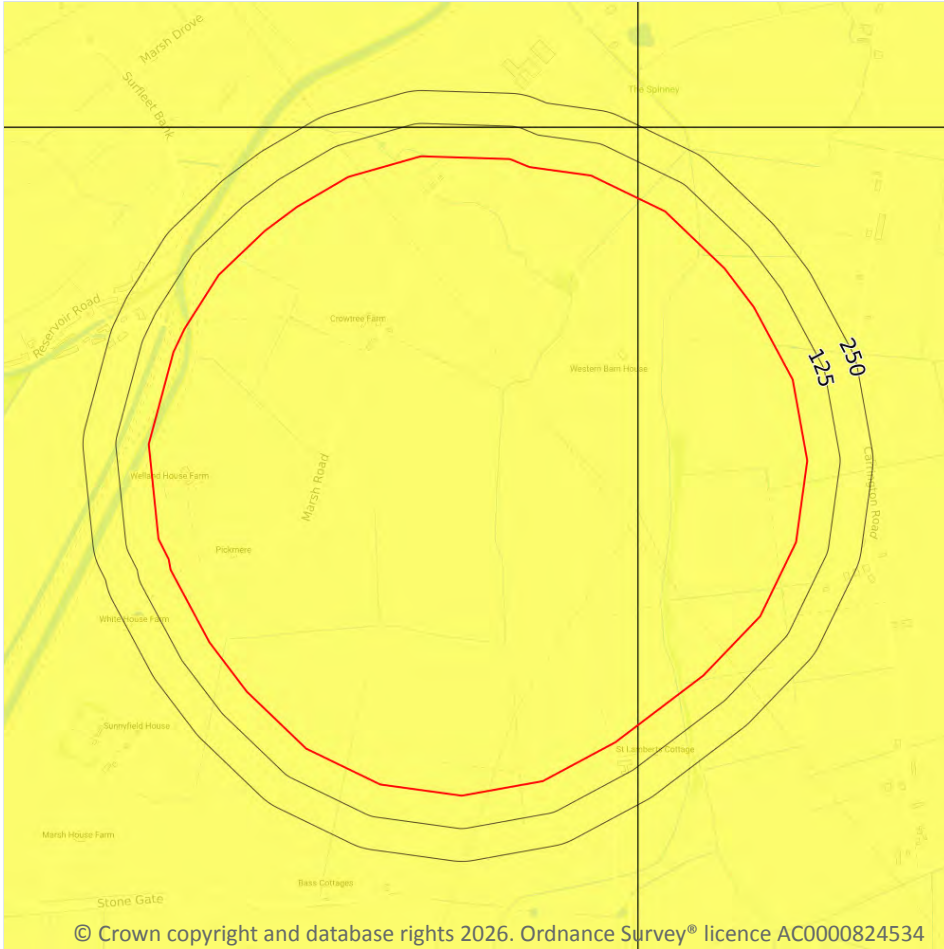 Marsh Drove
Surfleet Bank
The Spinney
Reservoir Road
Crowtree Farm
Western Barn House
125
250
Welland House Farm
Marsh Road
Carrington Road
Pickmere
White House Farm
Sunnyfield House
St Lamberts Cottage
Marsh House Farm
Bass Cottages
Stone Gate
© Crown copyright and database rights 2026. Ordnance Survey® licence AC0000824534